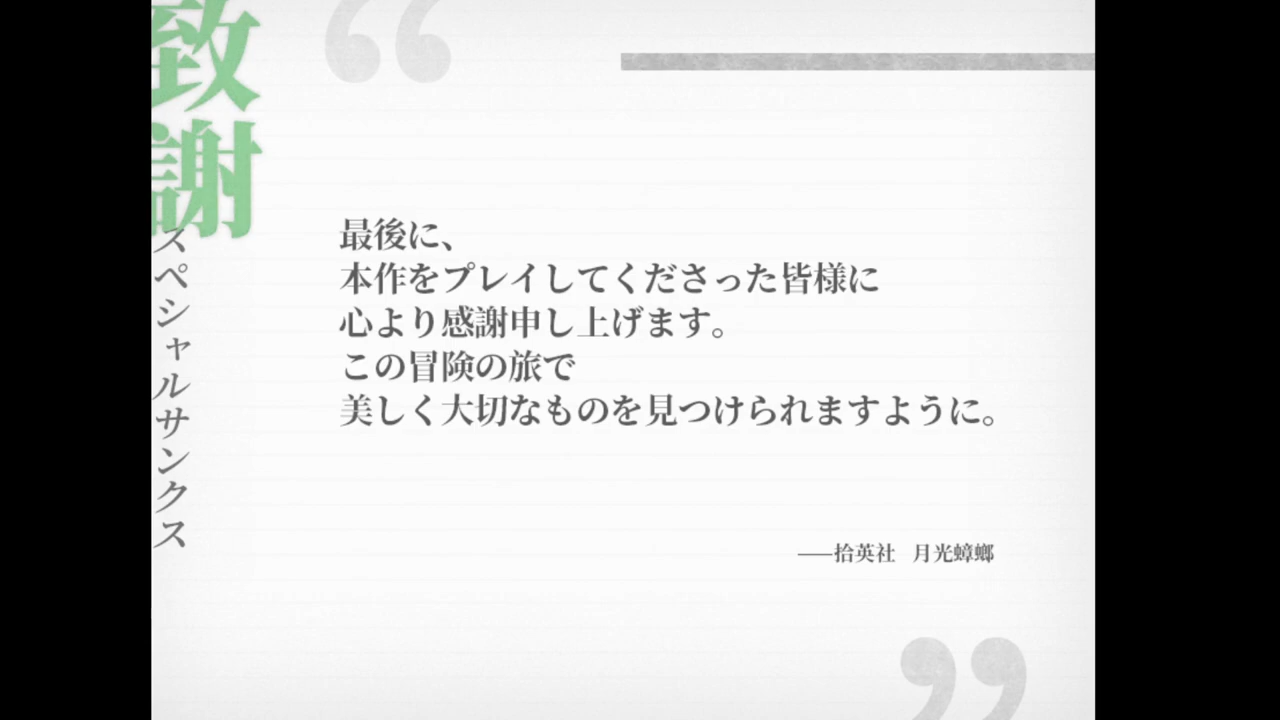 致謝
スペシャルサンクス
最後に、
本作をプレイしてくださった皆様に
心より感謝申し上げます。
この冒険の旅で
美しく大切なものを見つけられますように。
——拾英社 月光蟑螂